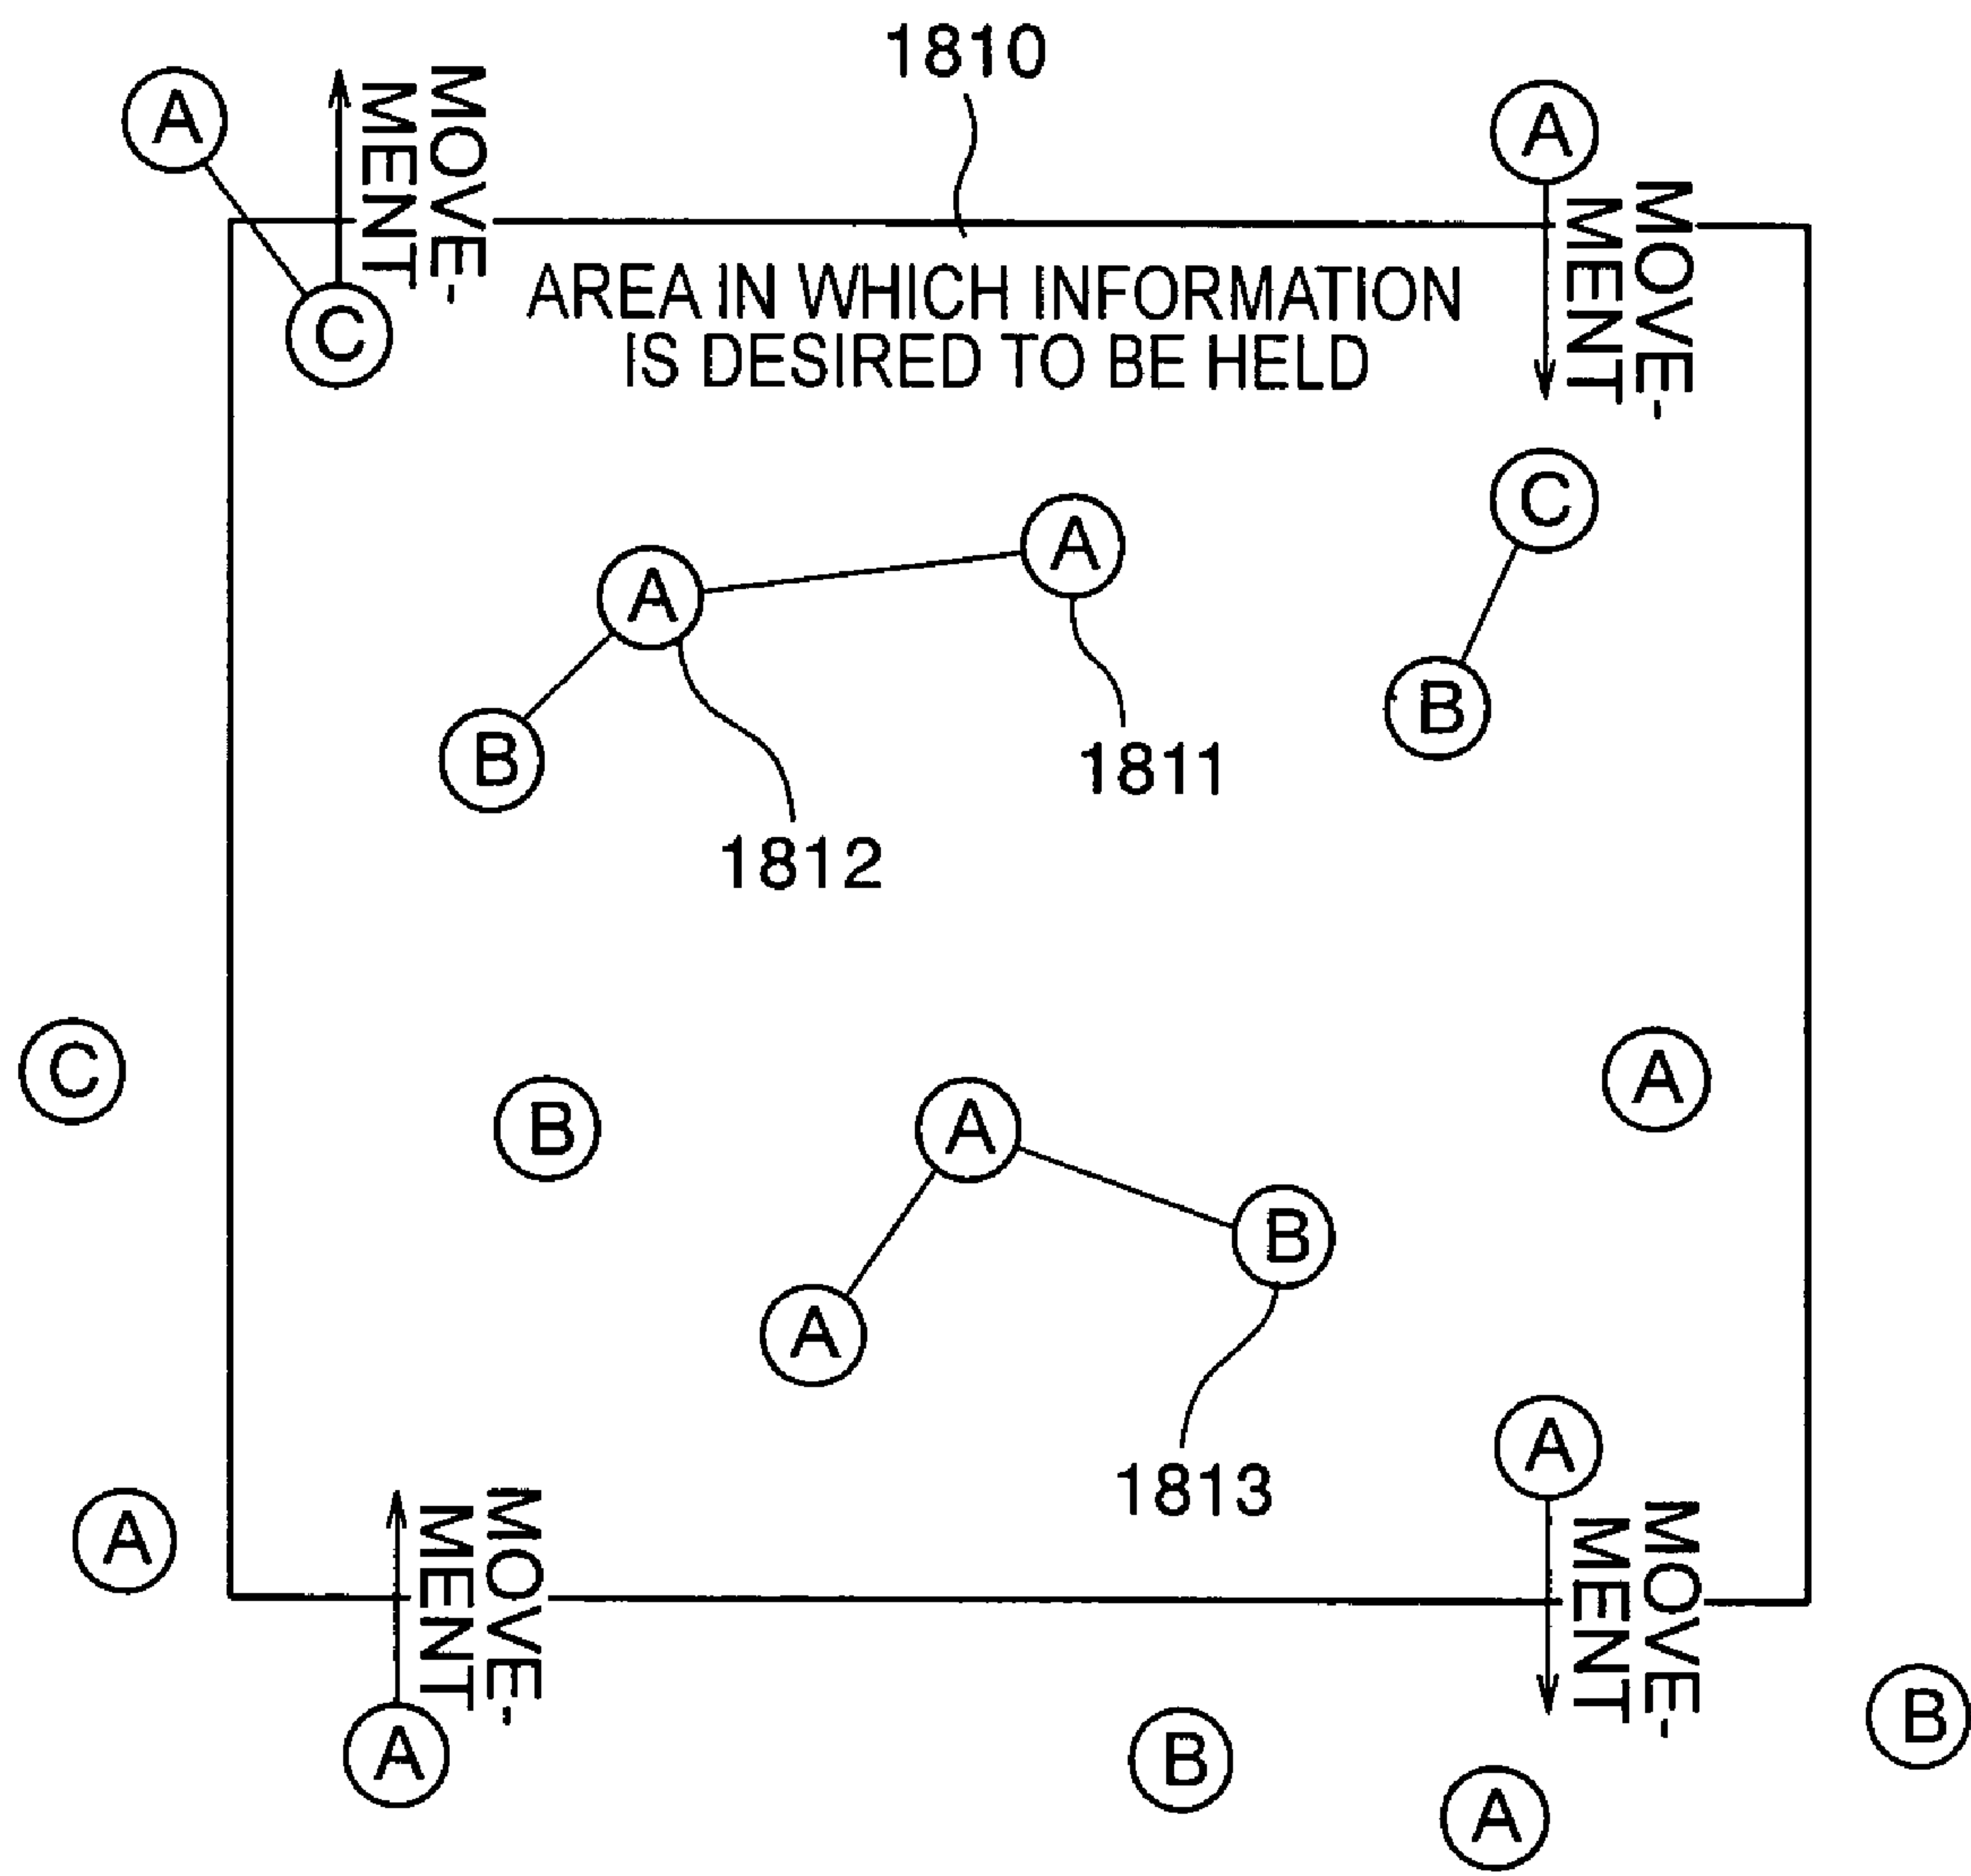 1810
A
MOVE-
MENT
A
MOVE-
MENT
AREA IN WHICH INFORMATION
IS DESIRED TO BE HELD
C
C
A
A
B
B
1811
1812
C
A
B
A
B
A
A
1813
A
MOVE-
MENT
MOVE-
MENT
A
B
B
A